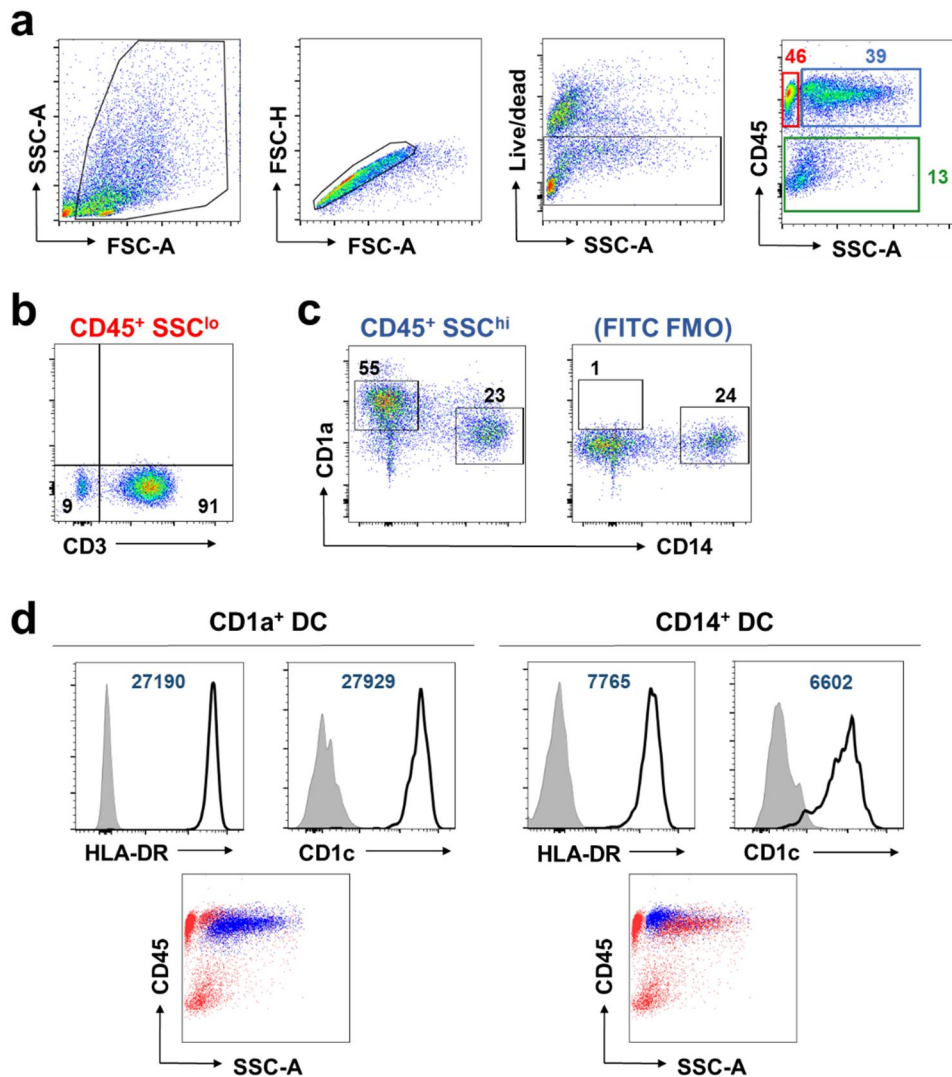 a
SSC-A
FSC-A
FSC-H
FSC-A
Live/dead
SSC-A
46
39
13
CD45
SSC-A
b
CD45+ SSClo
9
91
CD3
c
CD45+ SSChi
(FITC FMO)
55
23
1
24
CD1a
CD14
d
CD1a+ DC
CD14+ DC
27190
27929
7765
6602
HLA-DR
CD1c
HLA-DR
CD1c
CD45
SSC-A
CD45
SSC-A